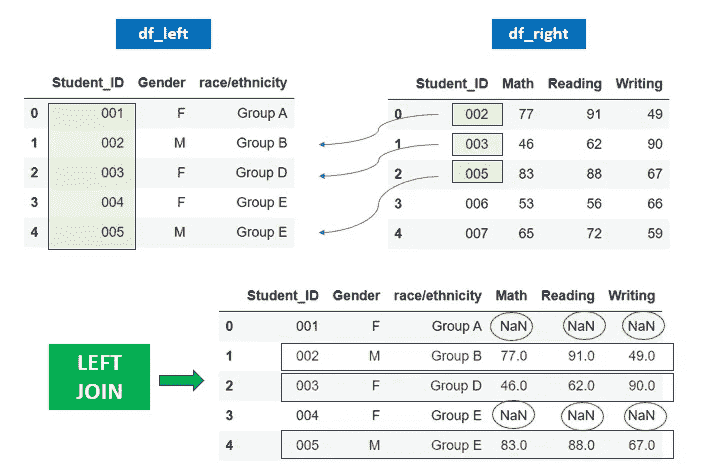 df_left
df_right
Student_ID Gender race/ethnicity
0 001 F Group A
1 002 M Group B
2 003 F Group D
3 004 F Group E
4 005 M Group E
Student_ID Math Reading Writing
0 002 77 91 49
1 003 46 62 90
2 005 83 88 67
3 006 53 56 66
4 007 65 72 59
LEFT
JOIN
Student_ID Gender race/ethnicity Math Reading Writing
0 001 F Group A NaN NaN NaN
1 002 M Group B 77.0 91.0 49.0
2 003 F Group D 46.0 62.0 90.0
3 004 F Group E NaN NaN NaN
4 005 M Group E 83.0 88.0 67.0